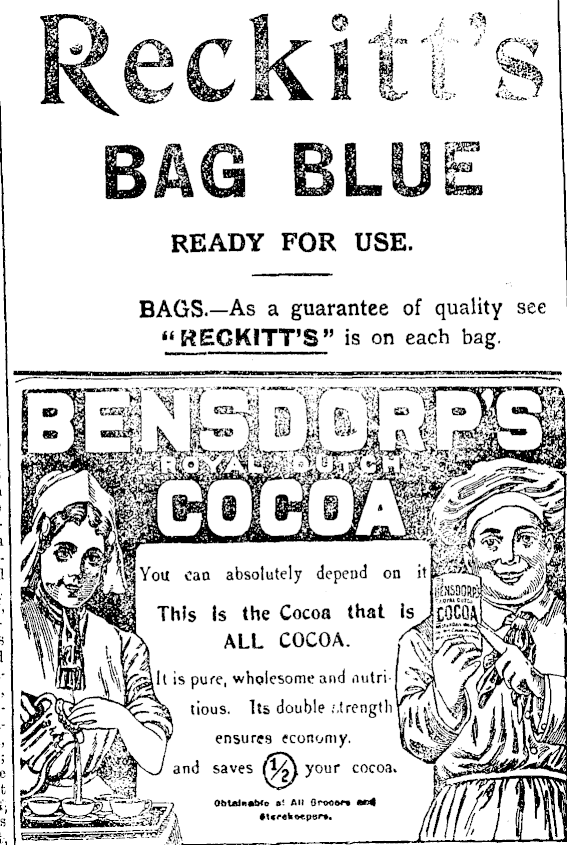 Reckitt's
BAG BLUE
READY FOR USE.
BAGS.—As a guarantee of quality see
"RECKITT'S" is on each bag.
BENSDORP'S
ROYAL DUTCH
COCOA
You can absolutely depend on it
This is the Cocoa that is
ALL COCOA.
It is pure, wholesome and nutri-
tious. Its double strength
ensures economy.
and saves ½ your cocoa.
Obtainable at All Grocers and
Storekeepers.
BENSDORP'S
ROYAL DUTCH
COCOA